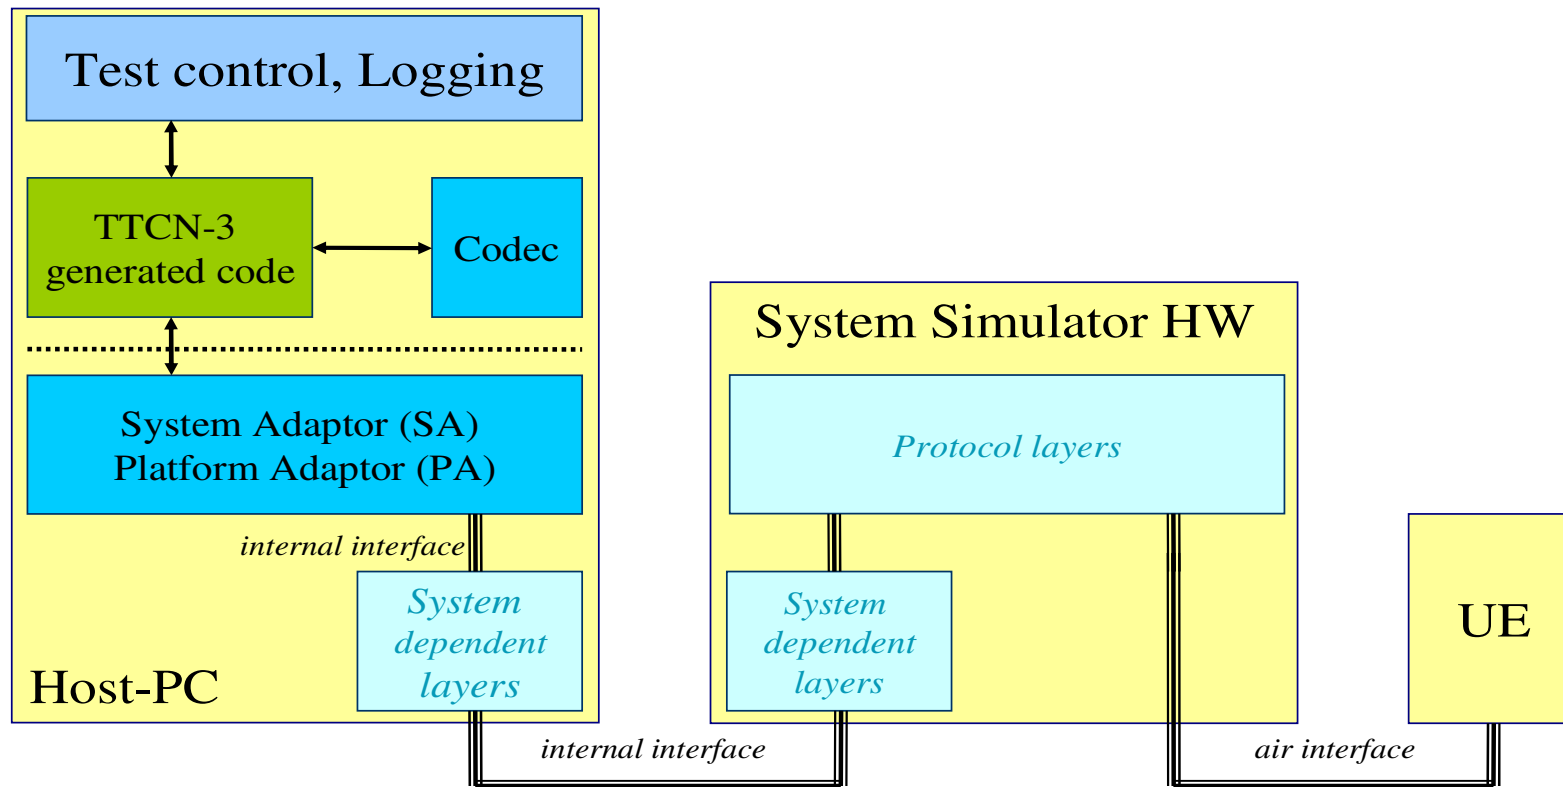 Test control, Logging
TTCN-3
generated code
Codec
System Adaptor (SA)
Platform Adaptor (PA)
internal interface
System
dependent
layers
Host-PC
internal interface
System Simulator HW
Protocol layers
System
dependent
layers
air interface
UE